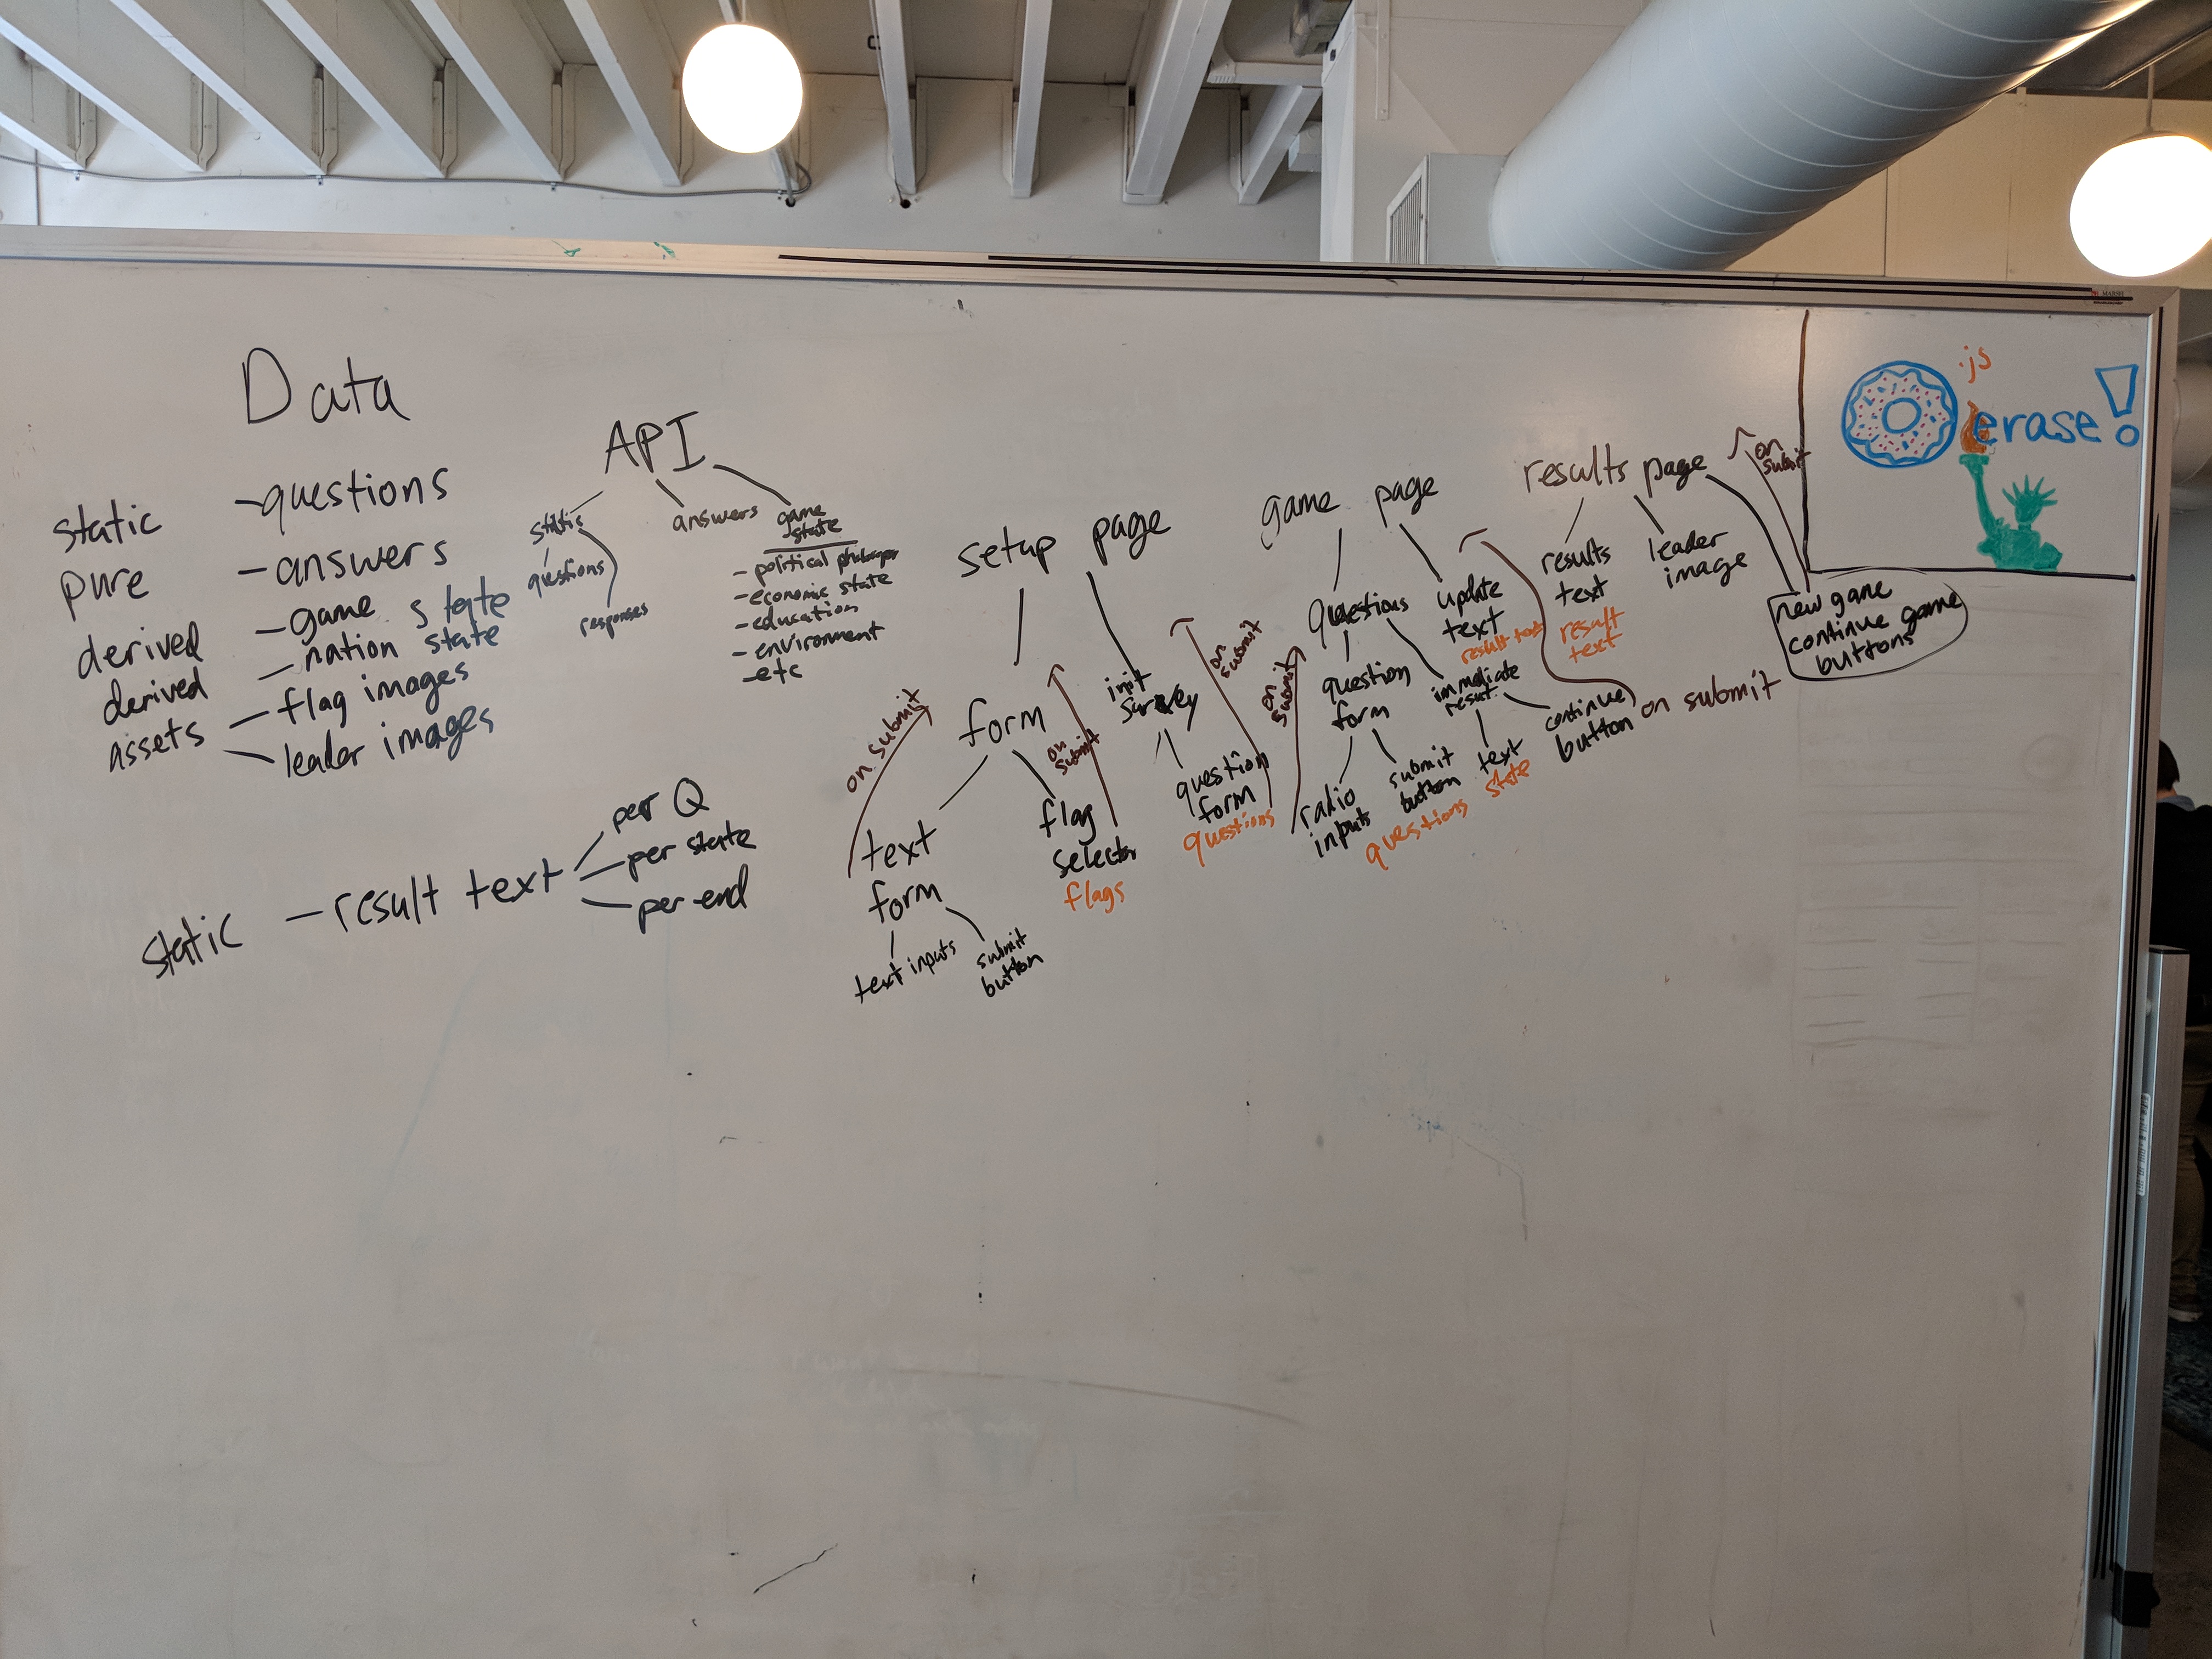 Data
static - questions
pure - answers
derived - game state
derived - nation state
assets - flag images
leader images
static - result text
per Q
per state
per end
API
static
questions
responses
answers
game
state
- political
- economic state
- education
- environment
- etc
setup page
form
on submit
text
form
text inputs
submit
button
on
submit
flag
selector
flags
init
survey
on
submit
question
form
questions
game page
questions
on
submit
question
form
radio
inputs
submit
button
questions
update
text
result text
immediate
result
text
state
continue
button
on submit
results page
results
text
result
text
leader
image
on
submit
new game
continue game
buttons
.js
erase!
MARSH